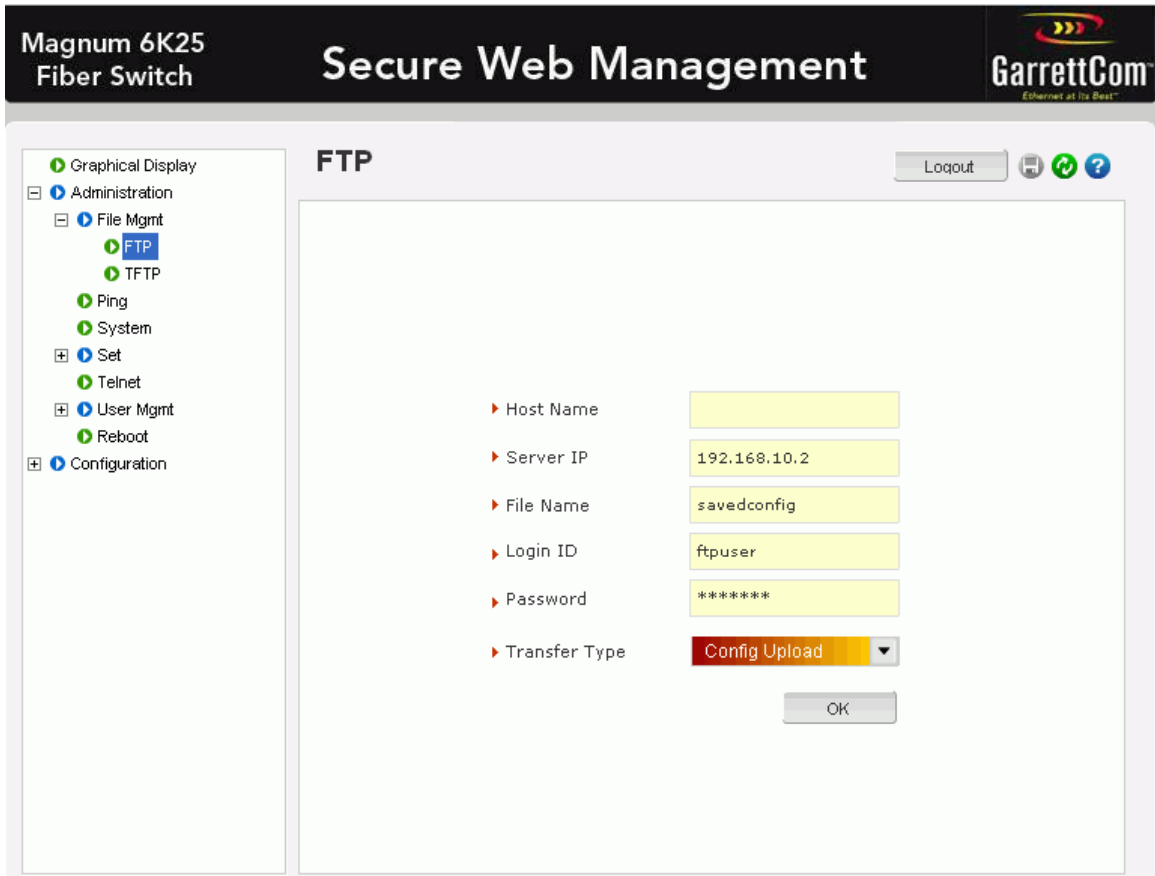 Magnum 6K25
Fiber Switch
Secure Web Management
GarrettCom
Ethernet at Its Best™
Graphical Display
Administration
File Mgmt
FTP
TFTP
Ping
System
Set
Telnet
User Mgmt
Reboot
Configuration
FTP
Logout
Host Name
Server IP 192.168.10.2
File Name savedconfig
Login ID ftpuser
Password *******
Transfer Type Config Upload
OK